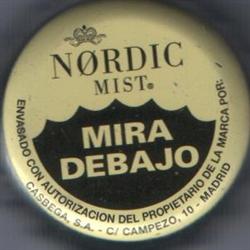 NØRDIC
MIST®
MIRA
DEBAJO
ENVASADO CON AUTORIZACION DEL PROPIETARIO DE LA MARCA POR:
CASBEGA, S.A. - C/ CAMPEZO, 10 - MADRID